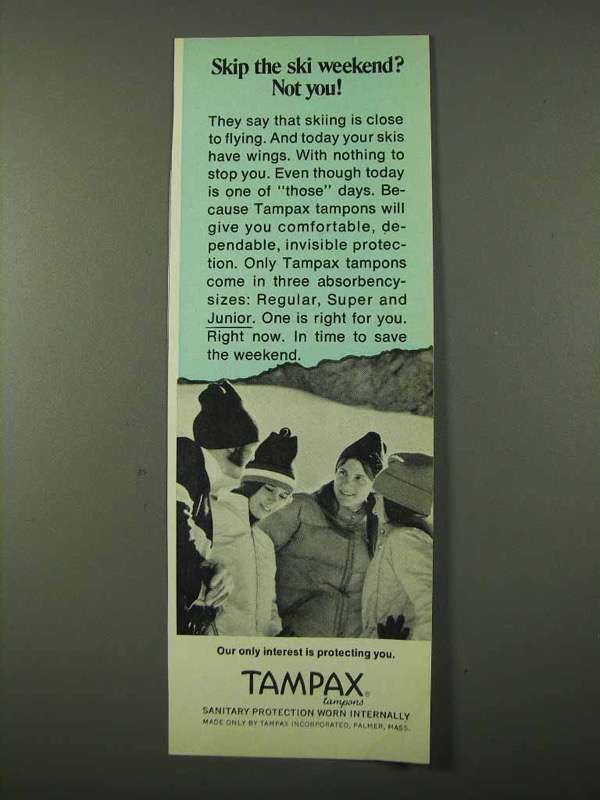 Skip the ski weekend?
Not you!
They say that skiing is close
to flying. And today your skis
have wings. With nothing to
stop you. Even though today
is one of "those" days. Be-
cause Tampax tampons will
give you comfortable, de-
pendable, invisible protec-
tion. Only Tampax tampons
come in three absorbency-
sizes: Regular, Super and
Junior. One is right for you.
Right now. In time to save
the weekend.
Our only interest is protecting you.
TAMPAX®
tampons
SANITARY PROTECTION WORN INTERNALLY
MADE ONLY BY TAMPAX INCORPORATED, PALMER, MASS.